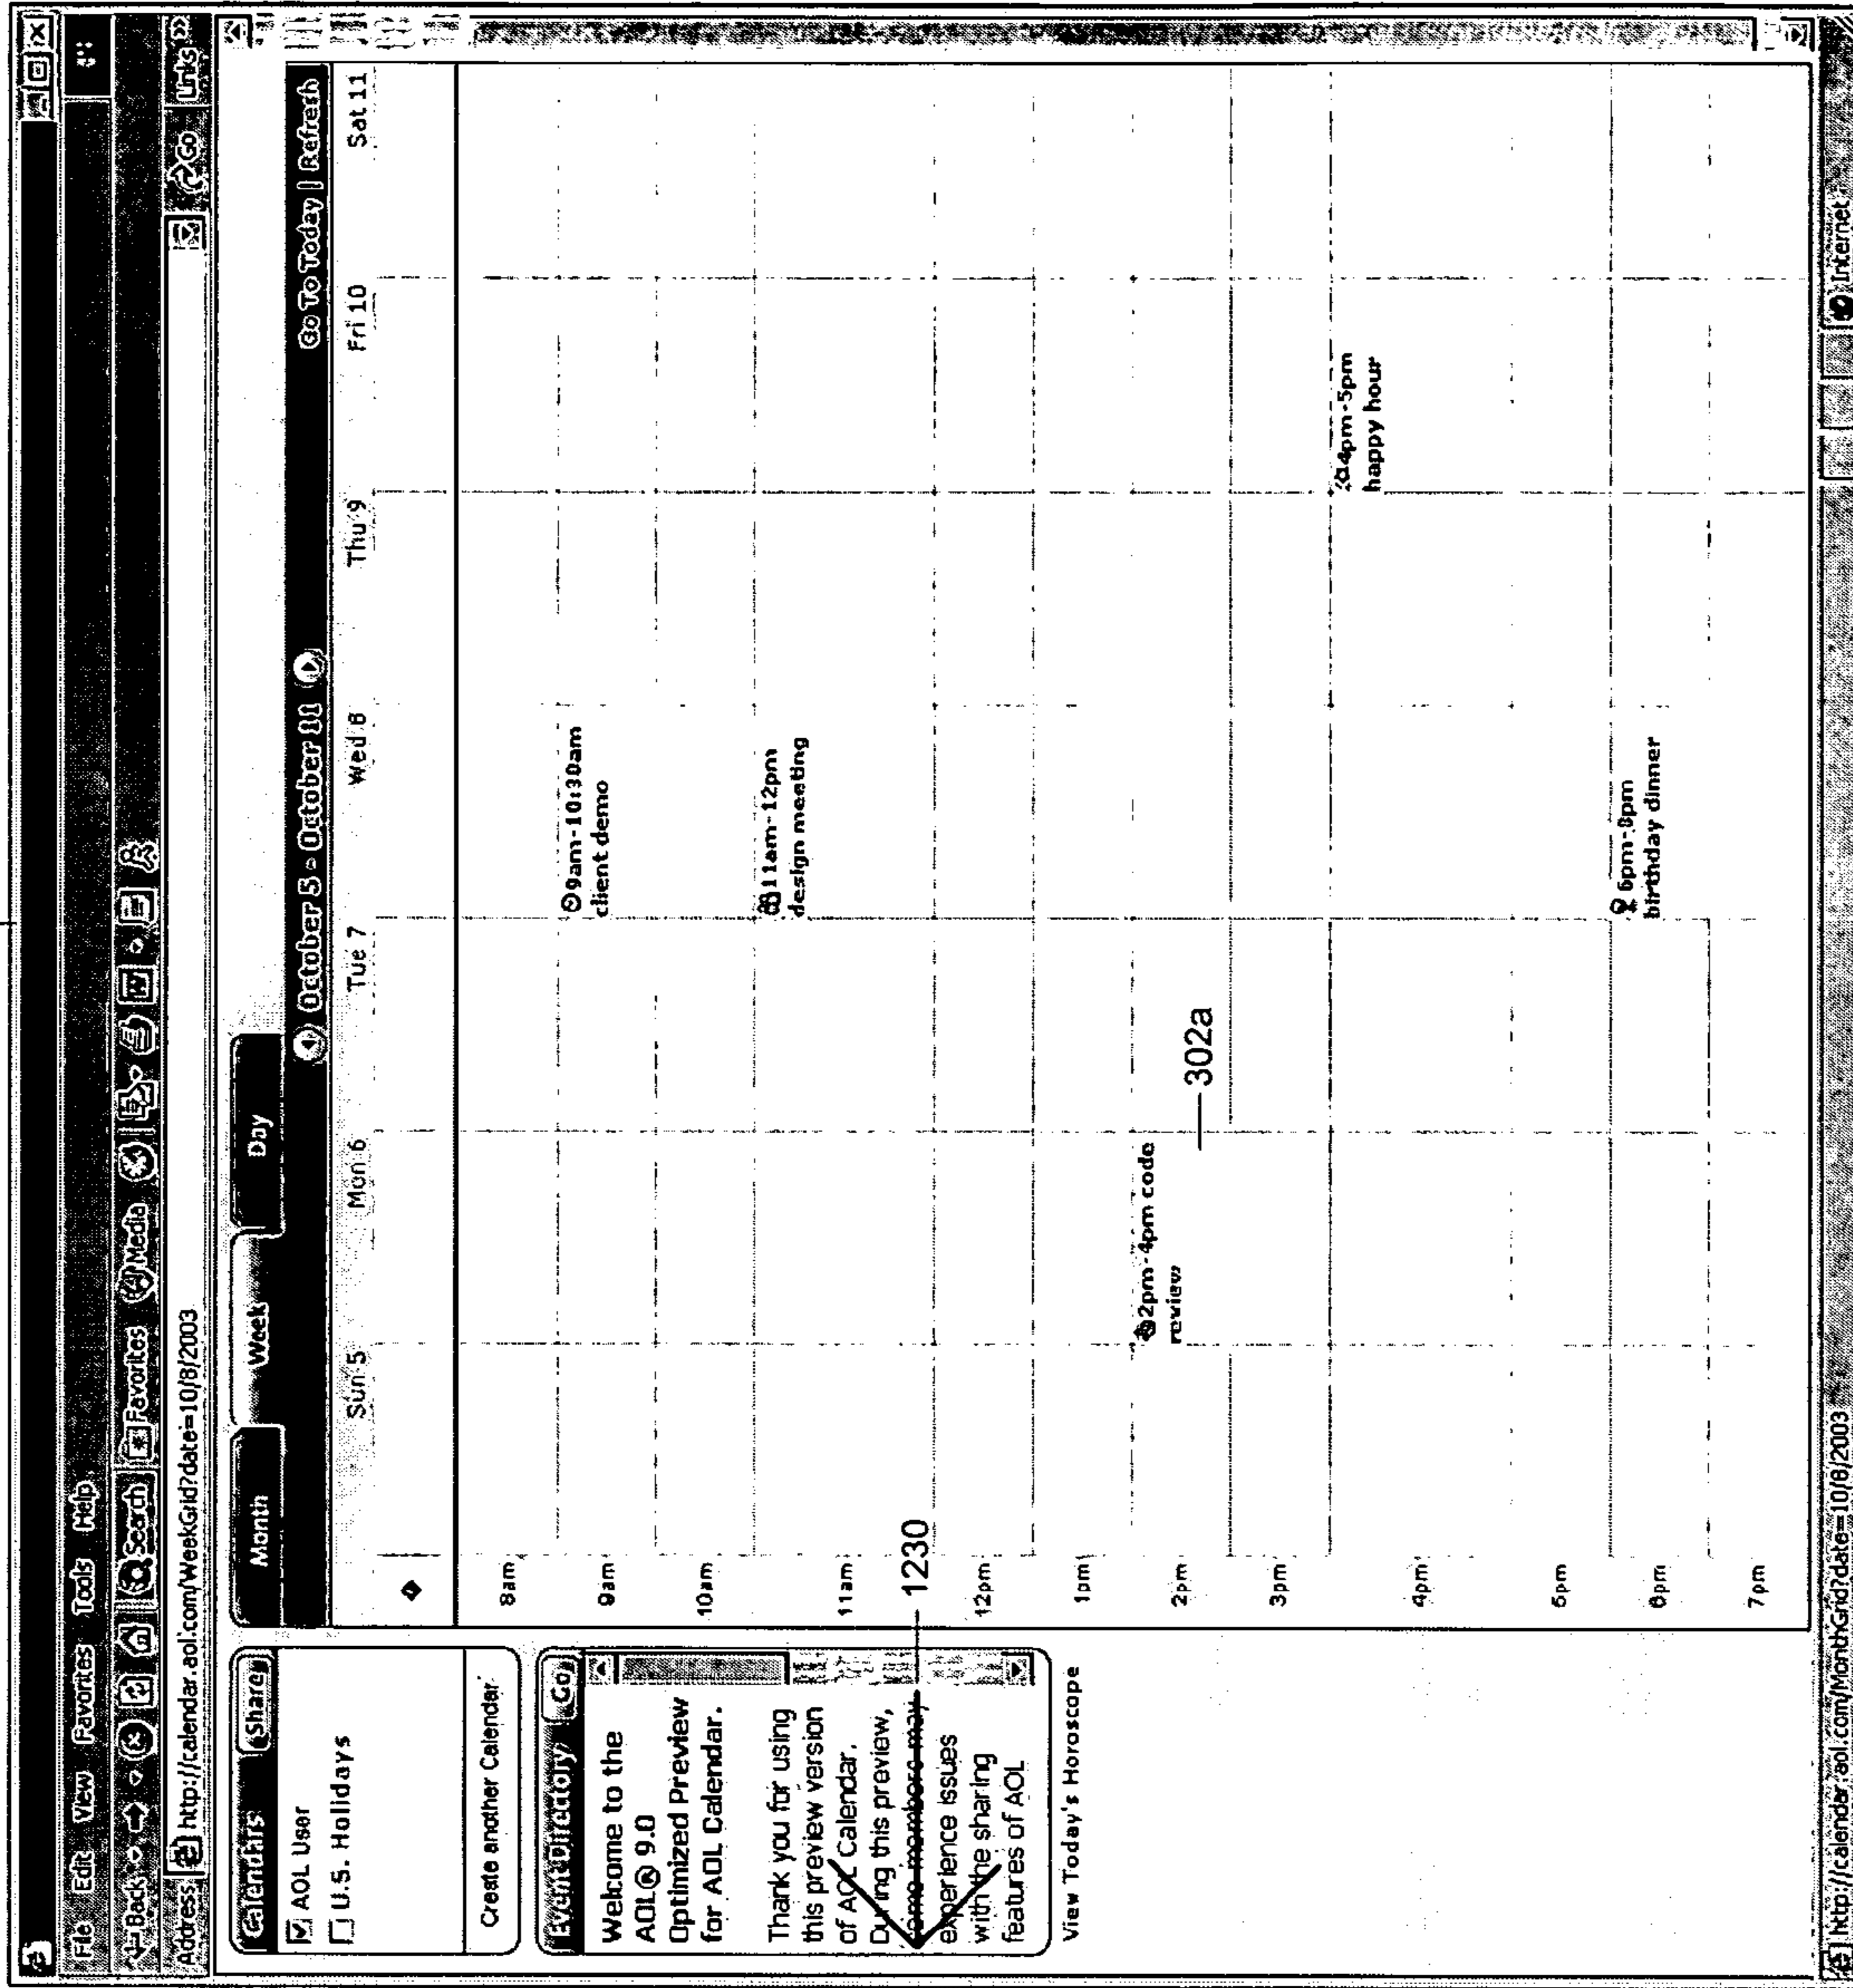 File Edit View Favorites Tools Help
Back Search Favorites Media
Address http://calendar.aol.com/WeekGrid?date=10/8/2003 Go Links »
Calendars Share
AOL User
U.S. Holidays
Create another Calendar
Event Directory Go
Welcome to the
AOL® 9.0
Optimized Preview
for AOL Calendar.
Thank you for using
this preview version
of AOL Calendar.
During this preview,
some members may
experience issues
with the sharing
features of AOL
View Today's Horoscope
1230
Month Week Day
October 5 - October 11 Go To Today | Refresh
Sun 5 Mon 6 Tue 7 Wed 8 Thu 9 Fri 10 Sat 11
8am
9am
9am-10:30am
client demo
10am
11am
11am-12pm
design meeting
12pm
1pm
2pm
2pm-4pm code
review
302a
3pm
4pm
4pm-5pm
happy hour
5pm
6pm
6pm-8pm
birthday dinner
7pm
http://calendar.aol.com/MonthGrid?date=10/8/2003 Internet